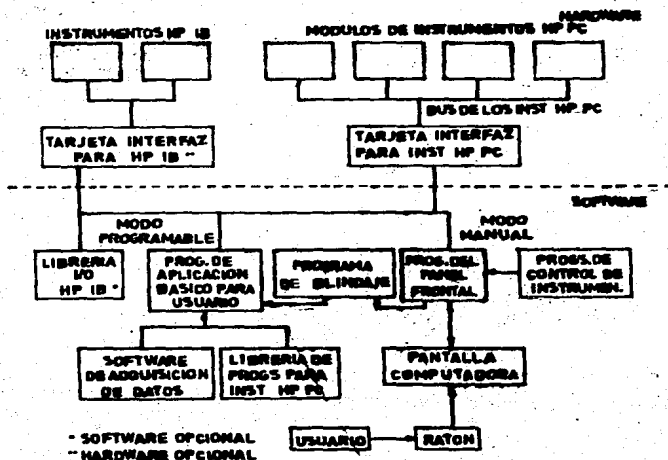 HARDWARE
INSTRUMENTOS HP IB
MODULOS DE INSTRUMENTOS HP PC
BUS DE LOS INST HP PC
TARJETA INTERFAZ
PARA HP IB "
TARJETA INTERFAZ
PARA INST HP PC
SOFTWARE
MODO
PROGRAMABLE
MODO
MANUAL
LIBRERIA
I/O
HP IB "
PROG. DE
APLICACION
BASICO PARA
USUARIO
PROGRAMA
DE BLINDAJE
PROG. DEL
PANEL
FRONTAL
PROGS. DE
CONTROL DE
INSTRUMEN.
SOFTWARE
DE ADQUISICION
DE DATOS
LIBRERIA DE
PROGS PARA
INST HP PC
PANTALLA
COMPUTADORA
USUARIO
RATON
" SOFTWARE OPCIONAL
"" HARDWARE OPCIONAL